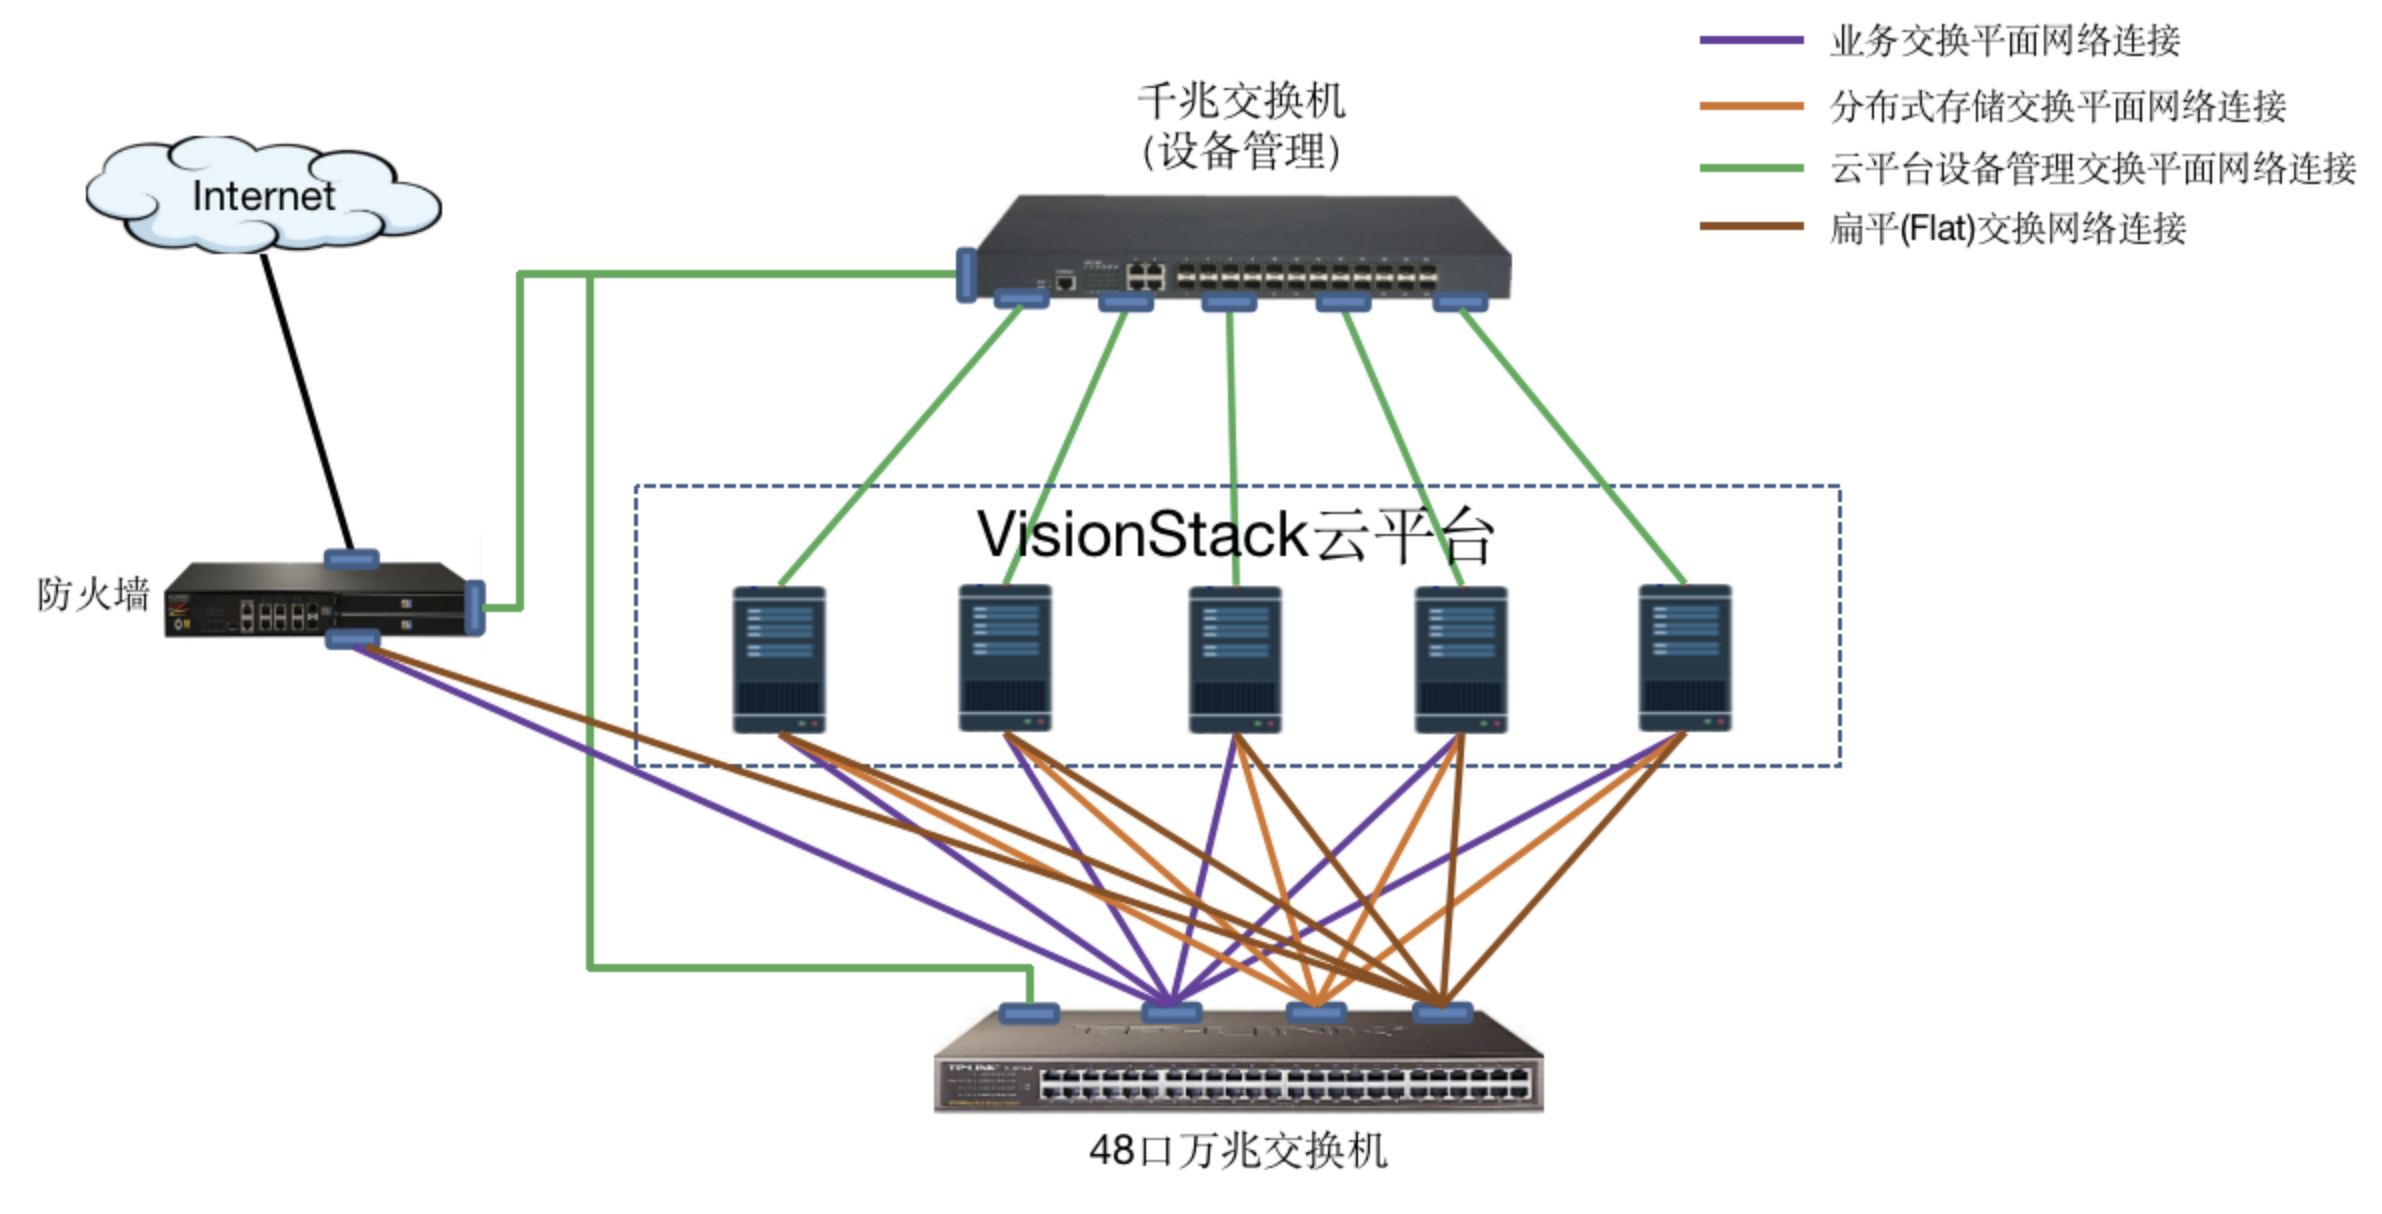 业务交换平面网络连接
分布式存储交换平面网络连接
云平台设备管理交换平面网络连接
扁平(Flat)交换网络连接
千兆交换机
(设备管理)
Internet
防火墙
VisionStack云平台
TP-LINK
48口万兆交换机